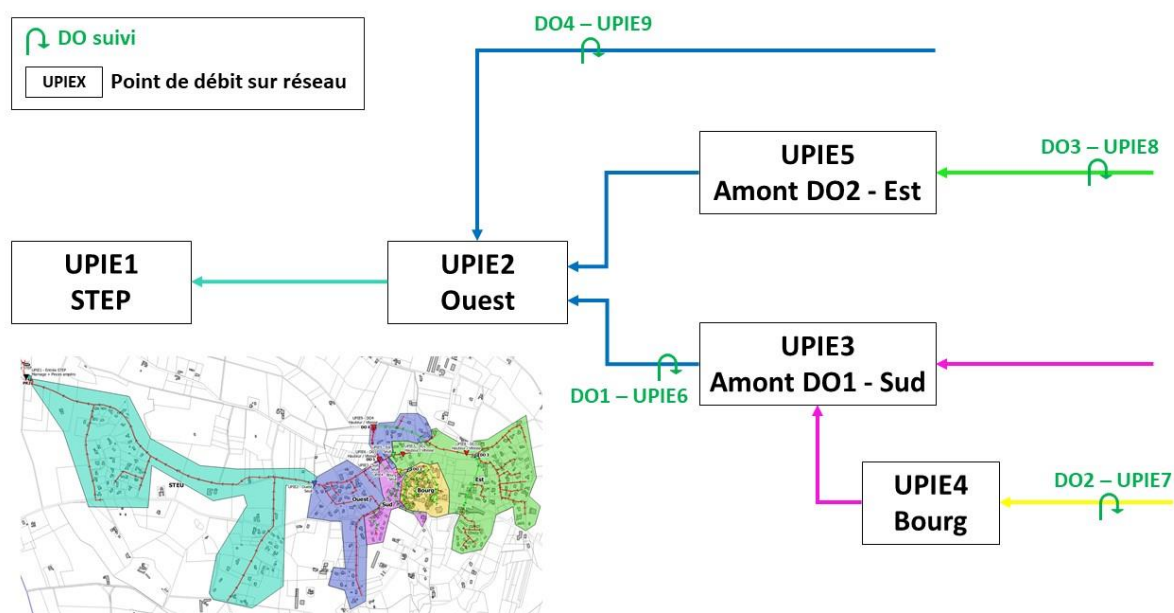 DO suivi
UPIEX
Point de débit sur réseau
DO4 – UPIE9
UPIE5
Amont DO2 - Est
DO3 – UPIE8
UPIE1
STEP
UPIE2
Ouest
UPIE3
Amont DO1 - Sud
DO1 – UPIE6
UPIE4
Bourg
DO2 – UPIE7
STEU
Ouest
Sud
Bourg
Est